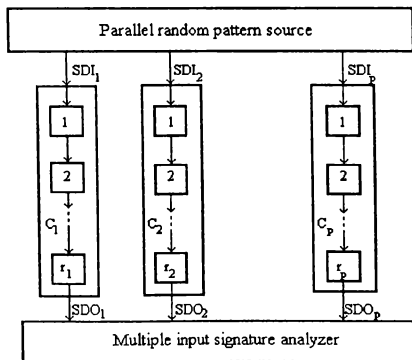 Parallel random pattern source
SDI₁ SDI₂ SDIₚ
1 1 1
2 2 2
C₁ C₂ Cₚ
r₁ r₂ rₚ
SDO₁ SDO₂ SDOₚ
Multiple input signature analyzer